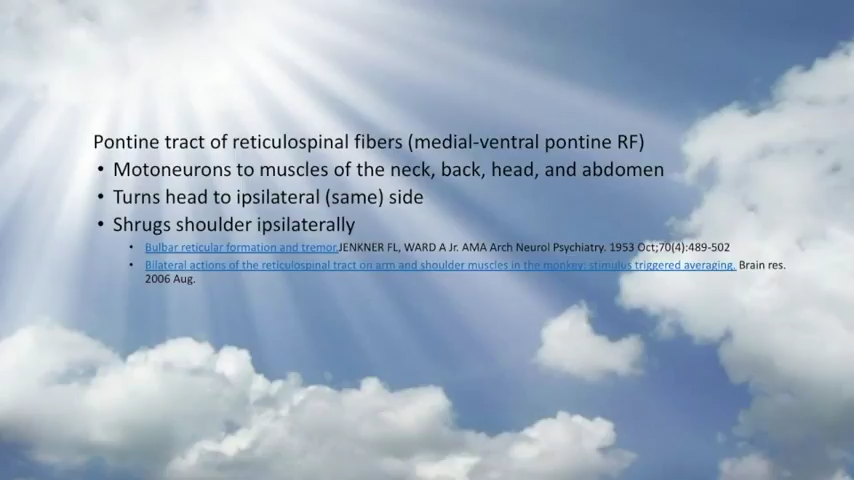 Pontine tract of reticulospinal fibers (medial-ventral pontine RF)
• Motoneurons to muscles of the neck, back, head, and abdomen
• Turns head to ipsilateral (same) side
• Shrugs shoulder ipsilaterally
• Bulbar reticular formation and tremor.JENKNER FL, WARD A Jr. AMA Arch Neurol Psychiatry. 1953 Oct;70(4):489-502
• Bilateral actions of the reticulospinal tract on arm and shoulder muscles in the monkey: stimulus triggered averaging. Brain res.
2006 Aug.